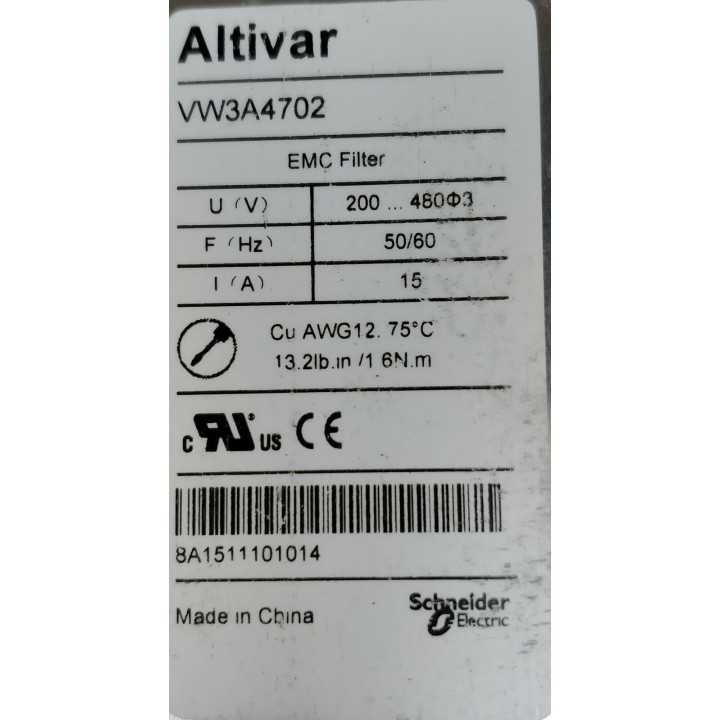 Altivar
VW3A4702
EMC Filter
U (V) 200 ... 480Φ3
F (Hz) 50/60
I (A) 15
Cu AWG12. 75°C
13.2lb.in /1 6N.m
c RU US CE
8A1511101014
Made in China
Schneider
Electric